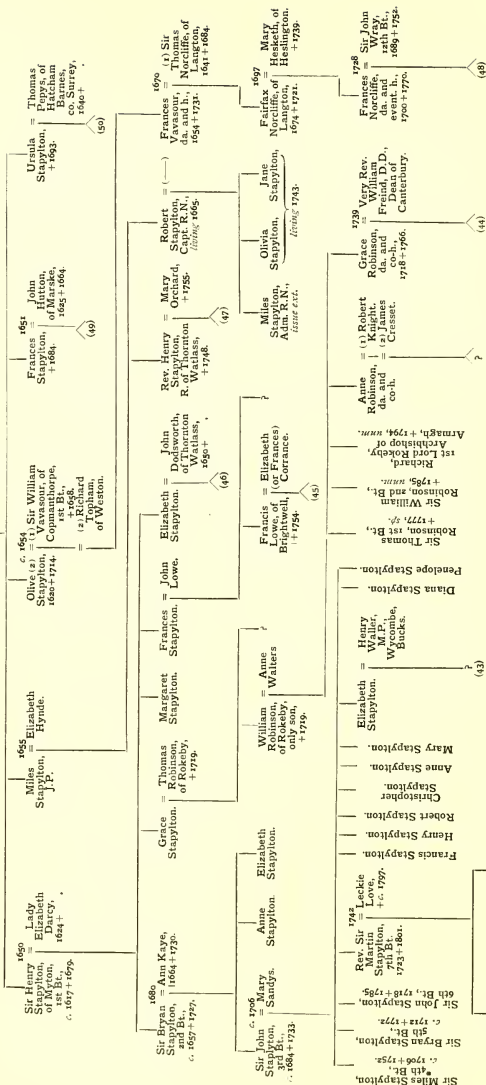 1650
Sir Henry
Stapylton,
of Myton,
1st Bt.,
c. 1617+1679.
=
Lady
Elizabeth
Darcy,
1624+
1655
Miles
Stapylton,
J.P.
=
Elizabeth
Hynde.
c. 1654
Olive (2)
Stapylton,
1620+1714.
= (1) Sir William
Vavasour, of
Copmanthorpe,
1st Bt.,
+1658.
= (2) Richard
Topham,
of Weston.
1651
Frances
Stapylton,
+1684.
=
John
Hutton,
of Marske,
1625+1664.
(49)
Ursula
Stapylton,
+1693.
=
Thomas
Pepys, of
Hatcham
Barnes,
co. Surrey,
1640+
(50)
1680
Sir Bryan
Stapylton,
2nd Bt.,
c. 1657+1727.
=
Ann Kaye,
1664+1730.
Grace
Stapylton.
=
Thomas
Robinson,
of Rokeby,
+1719.
Margaret
Stapylton.
Frances
Stapylton.
=
John
Lowe.
Elizabeth
Stapylton.
=
John
Dodsworth,
of Thornton
Watlass,
1650+
(46)
Rev. Henry
Stapylton,
R. of Thornton
Watlass,
+1748.
=
Mary
Orchard,
+1755.
(47)
Robert
Stapylton,
Capt. R.N.,
living 1665.
= (—)
1670
Frances
Vavasour,
da. and h.,
1654+1731.
= (1) Sir
Thomas
Norcliffe, of
Langton,
1641+1684.
c. 1706
Sir John
Stapylton,
3rd Bt.,
c. 1684+1733.
=
Mary
Sandys.
Anne
Stapylton.
Elizabeth
Stapylton.
William
Robinson,
of Rokeby,
only son,
+1719.
=
Anne
Walters
?
Francis
Lowe, of
Brightwell,
+1754.
=
Elizabeth
(or Frances)
Corrance.
(45)
?
Miles
Stapylton,
Adm. R.N.,
issue ext.
Olivia
Stapylton,
Jane
Stapylton,
living 1743.
1697
Fairfax
Norcliffe, of
Langton,
1674+1721.
=
Mary
Hesketh, of
Heslington.
+1739.
Sir Miles Stapylton,
*4th Bt.,
c. 1706+1752.
Sir Bryan Stapylton,
5th Bt.,
c. 1712+1772.
Sir John Stapylton,
6th Bt., 1718+1785.
1742
Rev. Sir
Martin
Stapylton,
7th Bt.
1723+1801.
=
Leckie
Love,
+c. 1797.
Francis Stapylton.
Henry Stapylton.
Robert Stapylton.
Christopher
Stapylton.
Anne Stapylton.
Mary Stapylton.
Elizabeth
Stapylton.
=
Henry
Waller,
M.P.,
Wycombe,
Bucks.
?
(43)
Diana Stapylton.
Penelope Stapylton.
Sir Thomas
Robinson, 1st Bt.,
+1777, sp.
Sir William
Robinson, 2nd Bt.,
+1785, unm.
Richard,
1st Lord Rokeby,
Archbishop of
Armagh, +1794, unm.
Anne
Robinson,
da. and
co-h.
= (1) Robert
Knight.
= (2) James
Cresset.
?
1739
Grace
Robinson,
da. and
co-h.,
1718+1766.
=
Very Rev.
William
Freind, D.D.,
Dean of
Canterbury.
(44)
1728
Frances
Norcliffe,
da. and
event. h.,
1700+1770.
=
Sir John
Wray,
12th Bt.,
1689+1752.
(48)